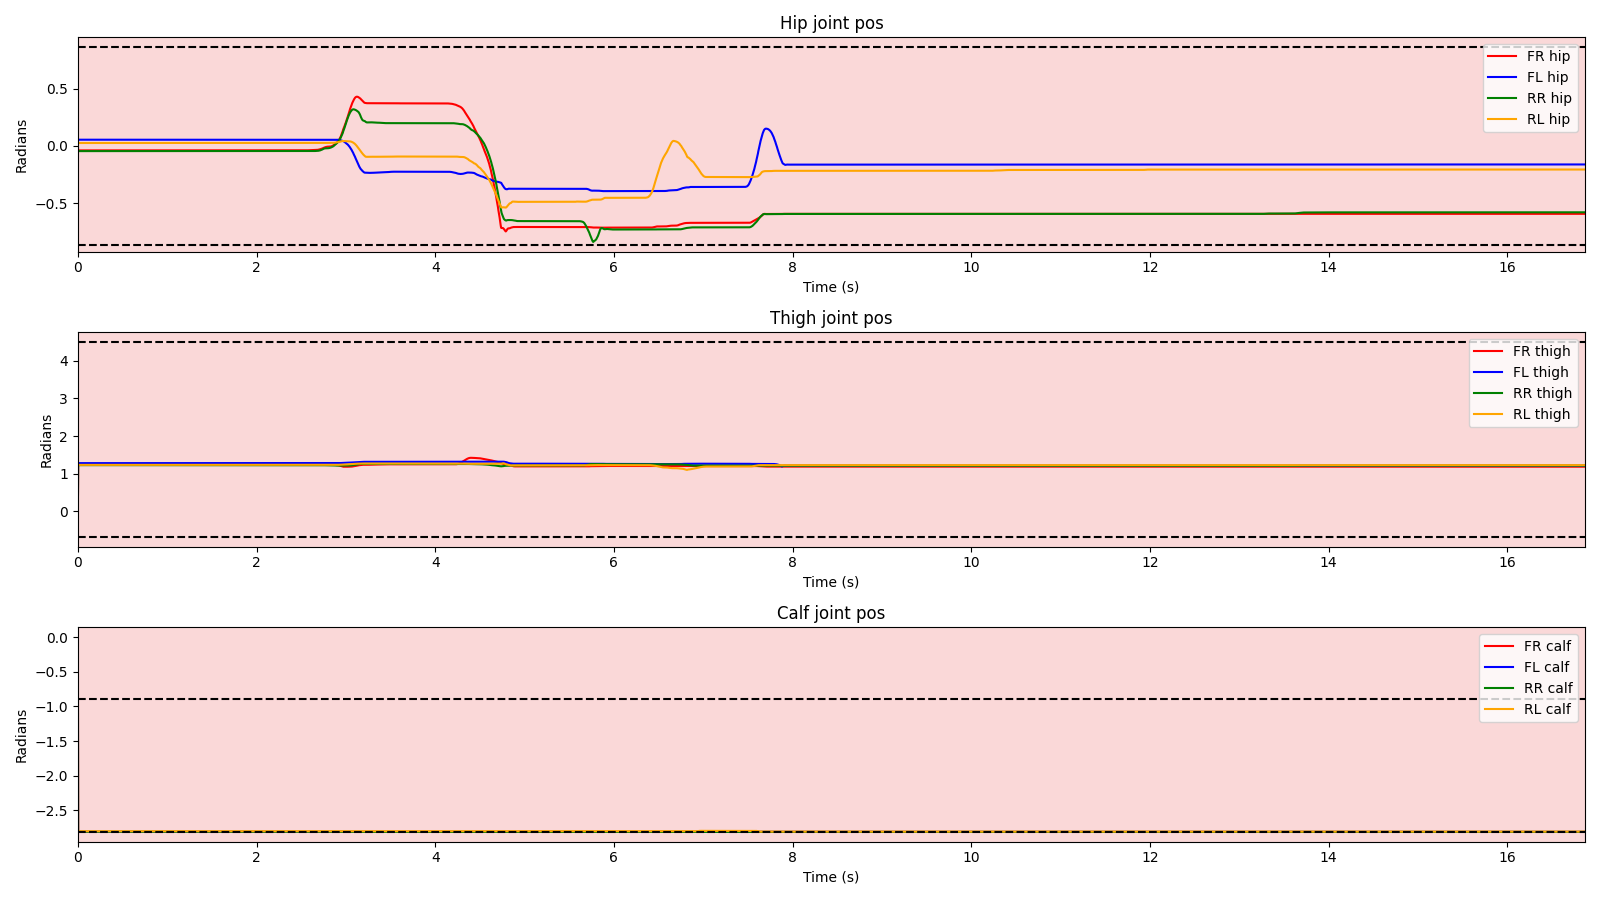 Hip joint pos
0.5
0.0
−0.5
Radians
FR hip
FL hip
RR hip
RL hip
0 2 4 6 8 10 12 14 16
Time (s)
Thigh joint pos
4
3
2
1
0
Radians
FR thigh
FL thigh
RR thigh
RL thigh
0 2 4 6 8 10 12 14 16
Time (s)
Calf joint pos
0.0
−0.5
−1.0
−1.5
−2.0
−2.5
Radians
FR calf
FL calf
RR calf
RL calf
0 2 4 6 8 10 12 14 16
Time (s)